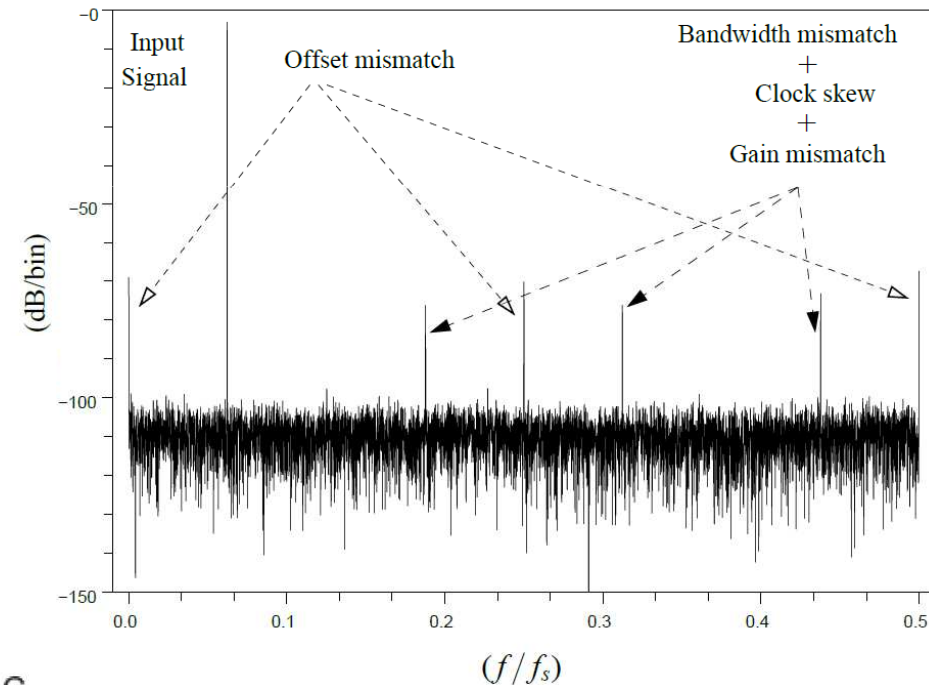 −0
Input
Signal
Offset mismatch
Bandwidth mismatch
+
Clock skew
+
Gain mismatch
−50
(dB/bin)
−100
−150
0.0 0.1 0.2 0.3 0.4 0.5
(f/fs)